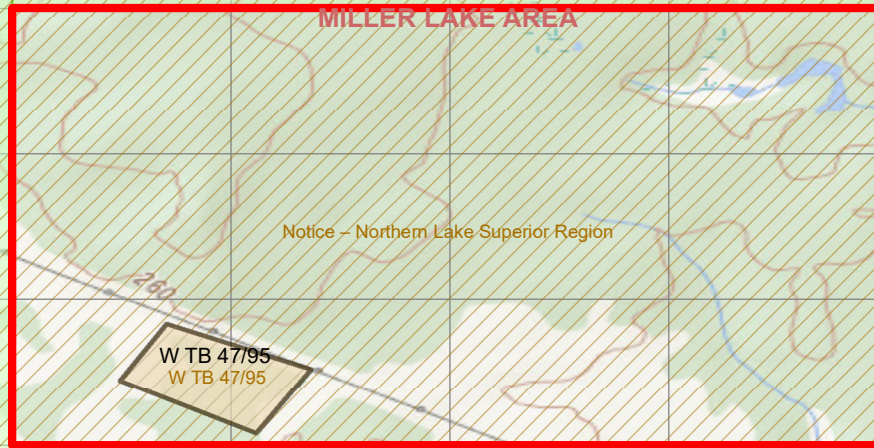 MILLER LAKE AREA
Notice – Northern Lake Superior Region
260
W TB 47/95
W TB 47/95